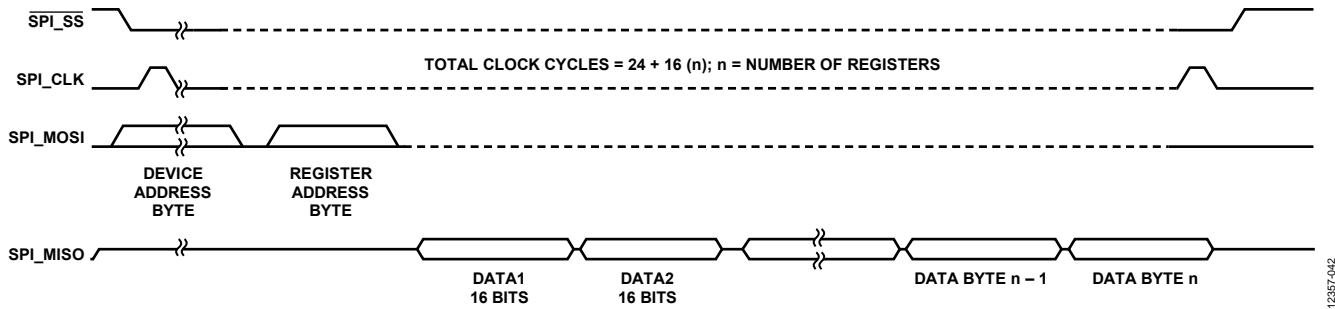 SPI_SS
TOTAL CLOCK CYCLES = 24 + 16 (n); n = NUMBER OF REGISTERS
SPI_CLK
SPI_MOSI
DEVICE
ADDRESS
BYTE
REGISTER
ADDRESS
BYTE
SPI_MISO
DATA1
16 BITS
DATA2
16 BITS
DATA BYTE n – 1
DATA BYTE n
12357-042